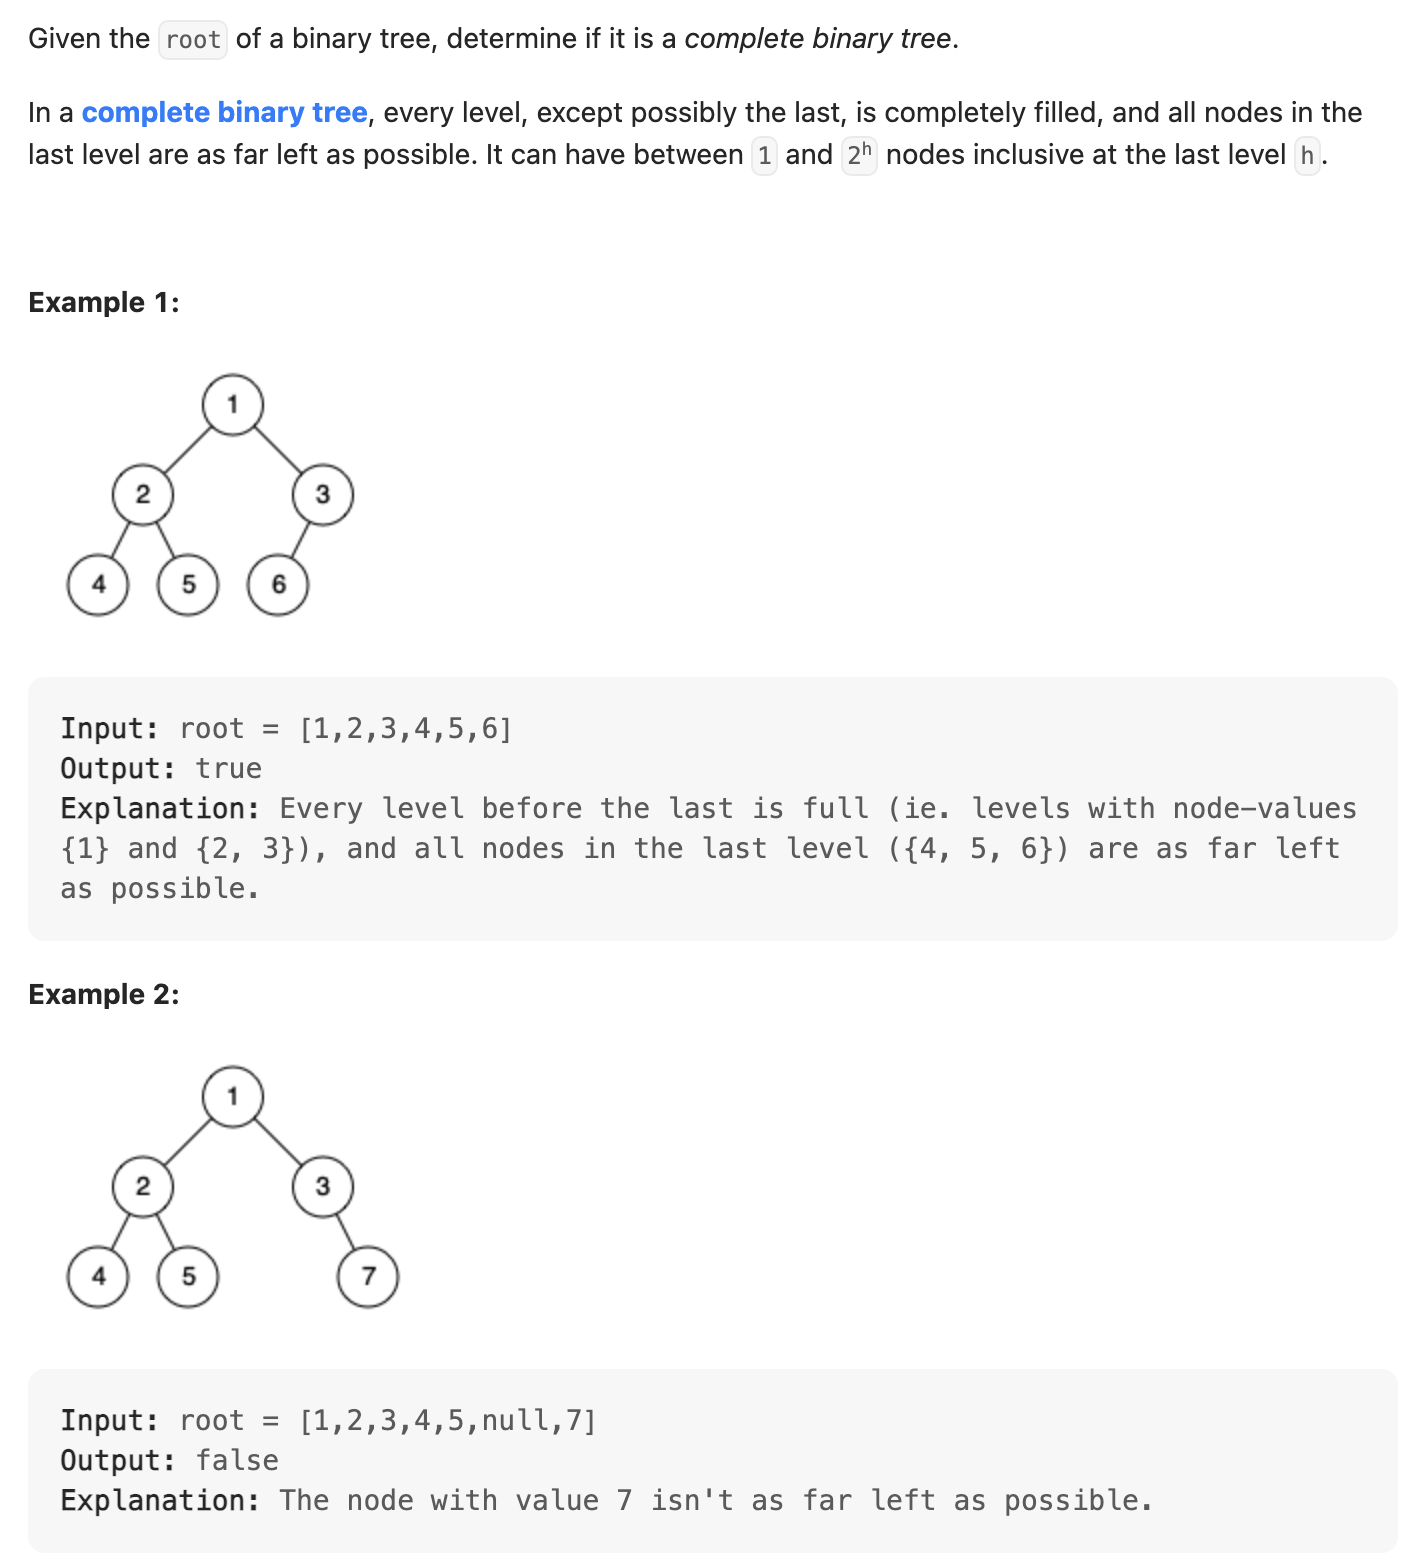 Given the root of a binary tree, determine if it is a complete binary tree.
In a complete binary tree, every level, except possibly the last, is completely filled, and all nodes in the
last level are as far left as possible. It can have between 1 and 2ʰ nodes inclusive at the last level h.
Example 1:
1
2 3
4 5 6
Input: root = [1,2,3,4,5,6]
Output: true
Explanation: Every level before the last is full (ie. levels with node-values
{1} and {2, 3}), and all nodes in the last level ({4, 5, 6}) are as far left
as possible.
Example 2:
1
2 3
4 5 7
Input: root = [1,2,3,4,5,null,7]
Output: false
Explanation: The node with value 7 isn't as far left as possible.